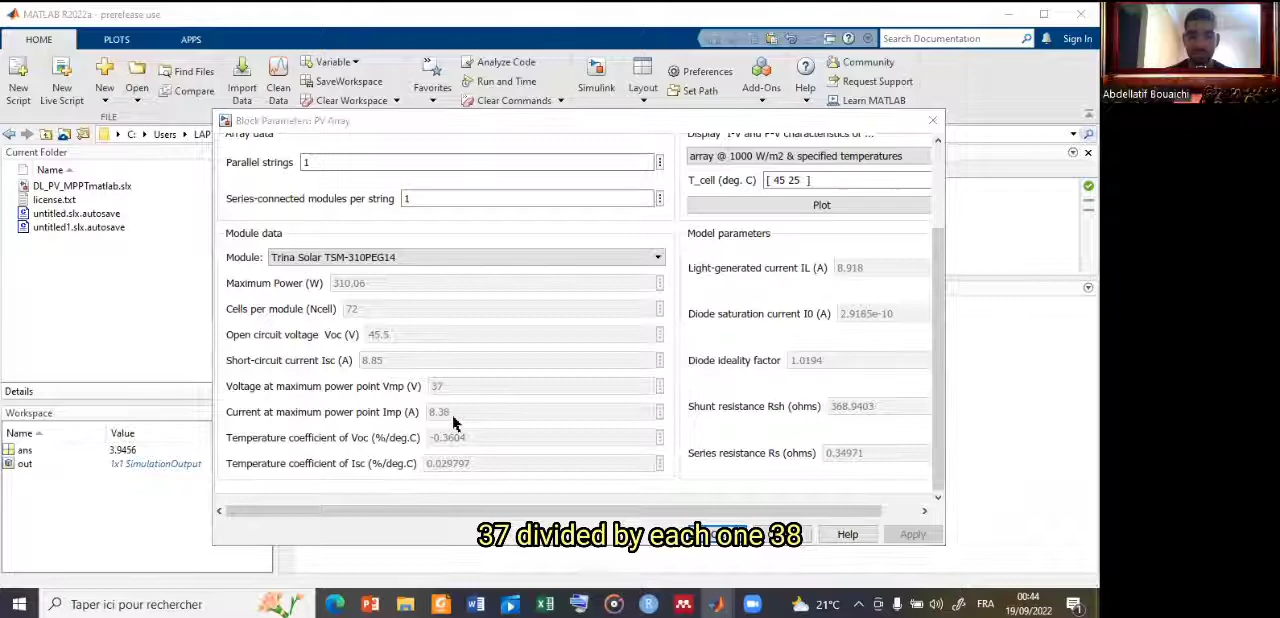 MATLAB R2022a - prerelease use
HOME
PLOTS
APPS
Search Documentation
Sign In
New Script
New Live Script
New
Open
Find Files
Compare
Import Data
Clean Data
Variable
Save Workspace
Clear Workspace
Favorites
Analyze Code
Run and Time
Clear Commands
Simulink
Layout
Preferences
Set Path
Add-Ons
Help
Community
Request Support
Learn MATLAB
FILE
C:
Users
LAP
Current Folder
Name
DL_PV_MPPTmatlab.slx
license.txt
untitled.slx.autosave
untitled1.slx.autosave
Details
Workspace
Name
Value
ans
3.9456
out
1x1 SimulationOutput
Block Parameters: PV Array
Array data
Parallel strings
1
Series-connected modules per string
1
Module data
Module:
Trina Solar TSM-310PEG14
Maximum Power (W)
310.06
Cells per module (Ncell)
72
Open circuit voltage Voc (V)
45.5
Short-circuit current Isc (A)
8.85
Voltage at maximum power point Vmp (V)
37
Current at maximum power point Imp (A)
8.38
Temperature coefficient of Voc (%/deg.C)
-0.3604
Temperature coefficient of Isc (%/deg.C)
0.029797
Display I-V and P-V characteristics of ...
array @ 1000 W/m2 & specified temperatures
T_cell (deg. C)
[ 45 25 ]
Plot
Model parameters
Light-generated current IL (A)
8.918
Diode saturation current I0 (A)
2.9185e-10
Diode ideality factor
1.0194
Shunt resistance Rsh (ohms)
368.9403
Series resistance Rs (ohms)
0.34971
Help
Apply
37 divided by each one 38
Abdellatif Bouaichi
Taper ici pour rechercher
21°C
FRA
00:44
19/09/2022